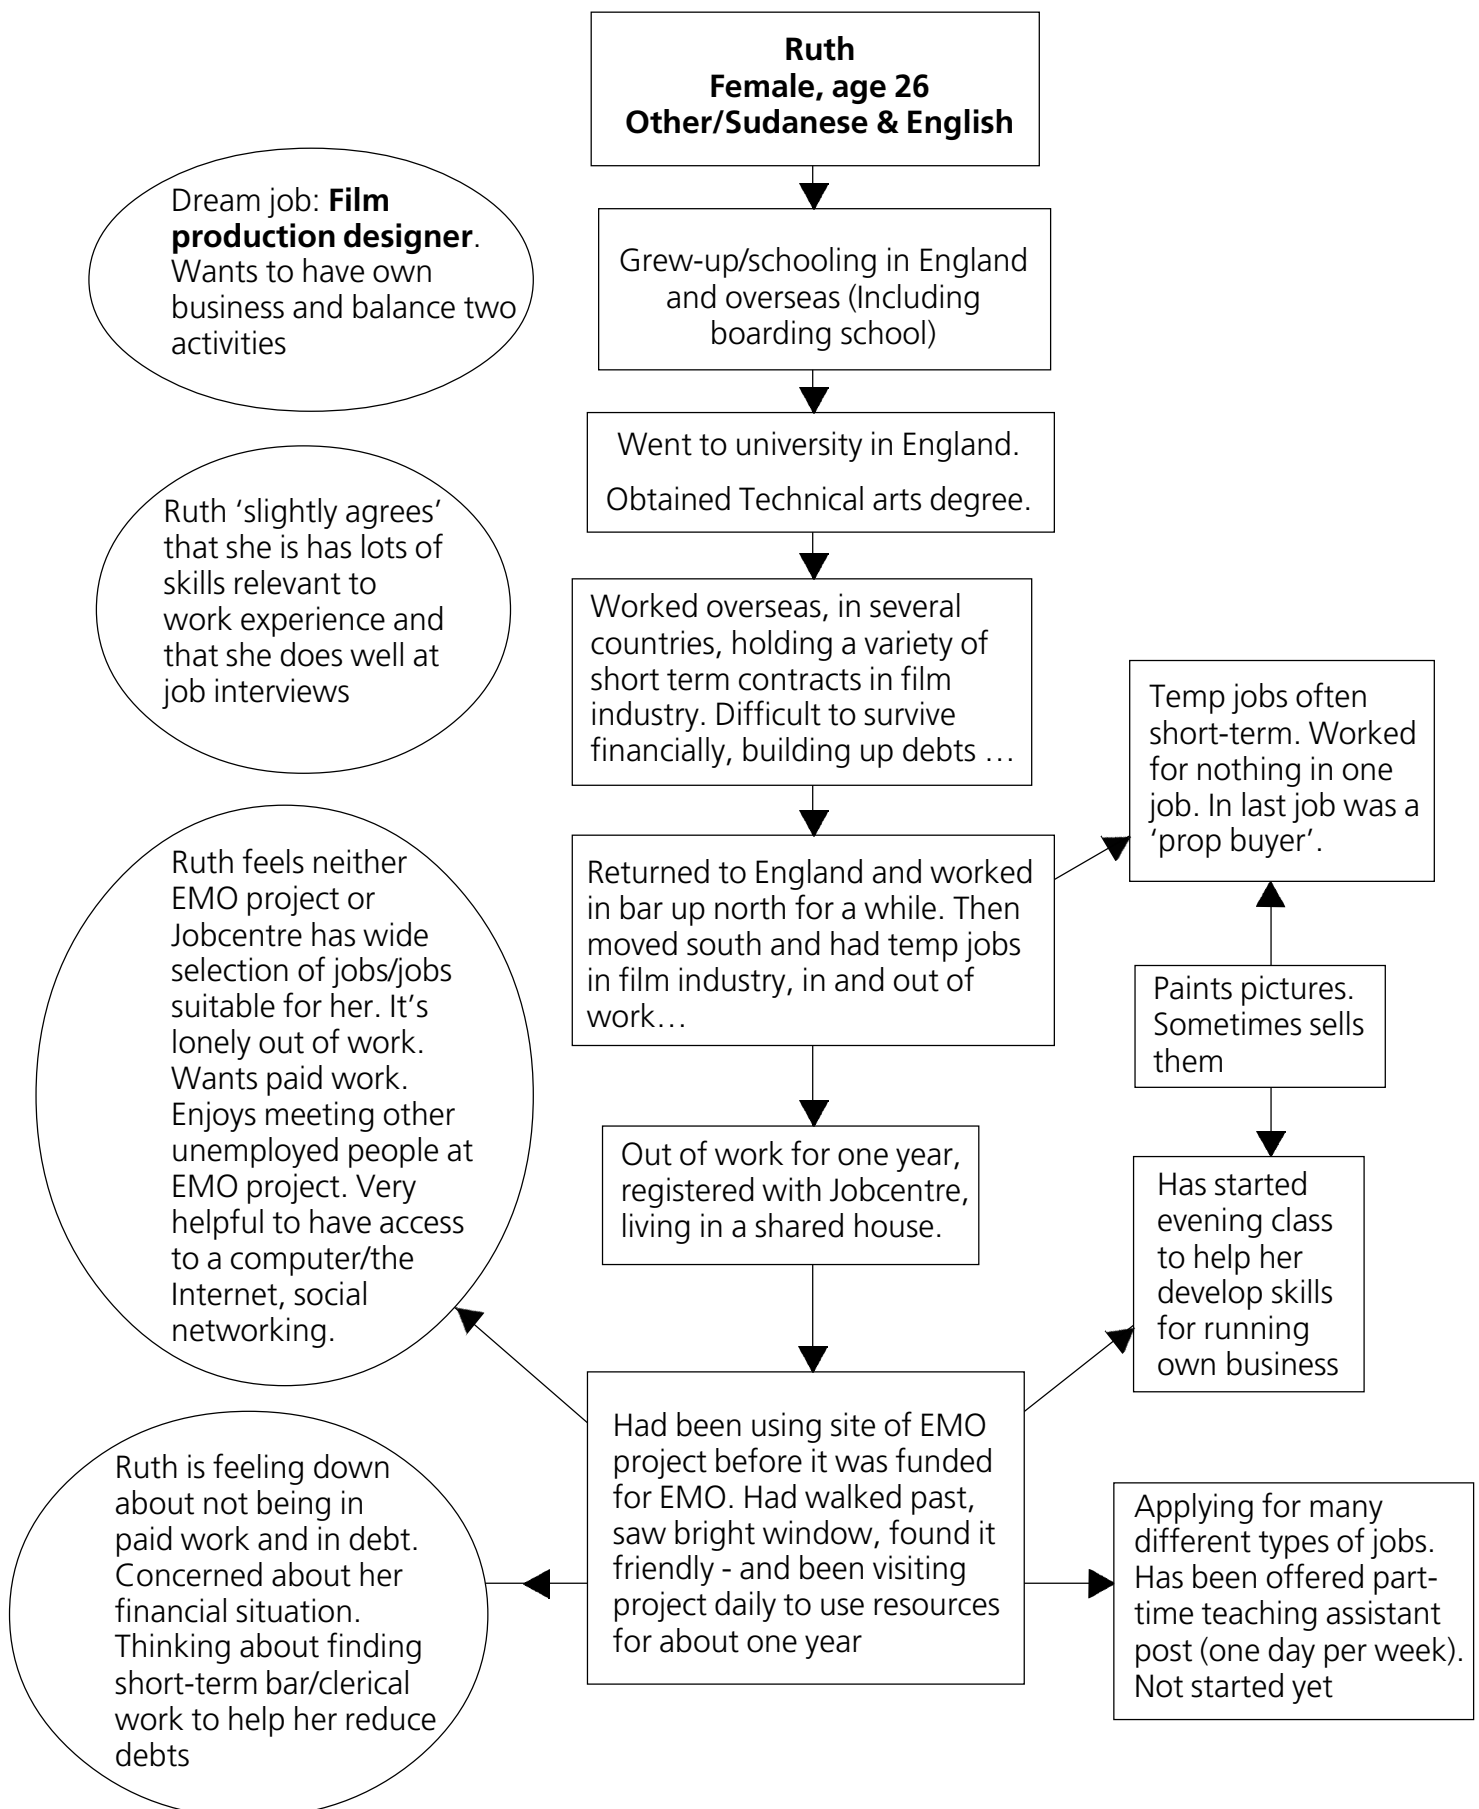 Ruth
Female, age 26
Other/Sudanese & English
Dream job: Film
production designer.
Wants to have own
business and balance two
activities
Grew-up/schooling in England
and overseas (Including
boarding school)
Went to university in England.
Obtained Technical arts degree.
Ruth ‘slightly agrees’
that she is has lots of
skills relevant to
work experience and
that she does well at
job interviews
Worked overseas, in several
countries, holding a variety of
short term contracts in film
industry. Difficult to survive
financially, building up debts …
Temp jobs often
short-term. Worked
for nothing in one
job. In last job was a
‘prop buyer’.
Returned to England and worked
in bar up north for a while. Then
moved south and had temp jobs
in film industry, in and out of
work…
Paints pictures.
Sometimes sells
them
Ruth feels neither
EMO project or
Jobcentre has wide
selection of jobs/jobs
suitable for her. It’s
lonely out of work.
Wants paid work.
Enjoys meeting other
unemployed people at
EMO project. Very
helpful to have access
to a computer/the
Internet, social
networking.
Out of work for one year,
registered with Jobcentre,
living in a shared house.
Has started
evening class
to help her
develop skills
for running
own business
Had been using site of EMO
project before it was funded
for EMO. Had walked past,
saw bright window, found it
friendly - and been visiting
project daily to use resources
for about one year
Ruth is feeling down
about not being in
paid work and in debt.
Concerned about her
financial situation.
Thinking about finding
short-term bar/clerical
work to help her reduce
debts
Applying for many
different types of jobs.
Has been offered part-
time teaching assistant
post (one day per week).
Not started yet